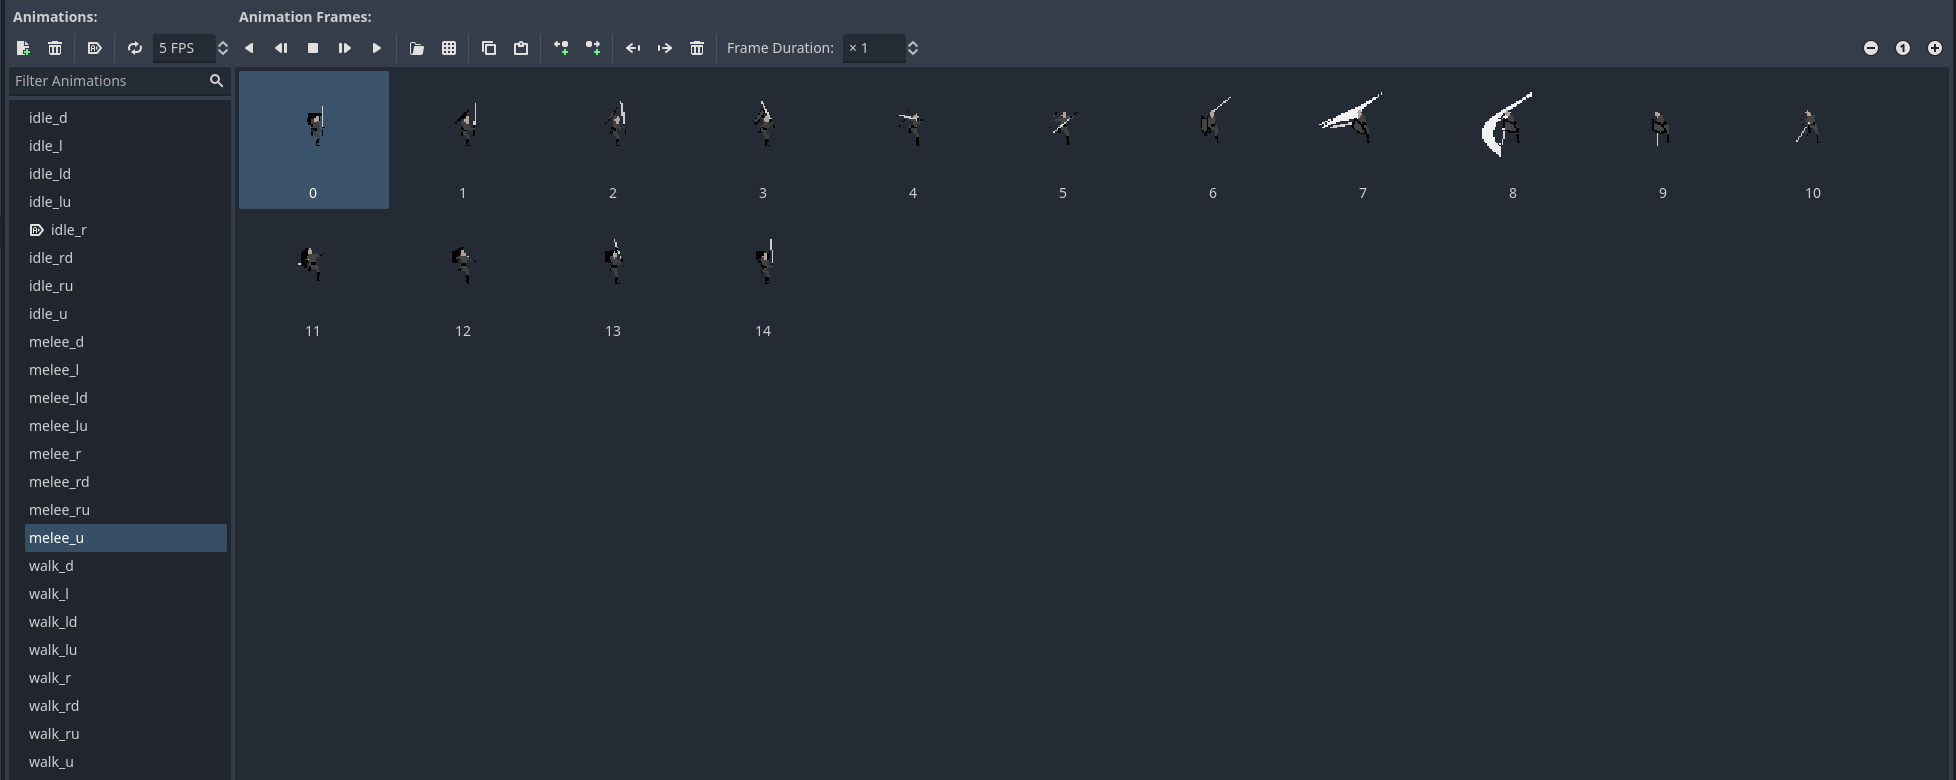 Animations:
Animation Frames:
5 FPS
Frame Duration: × 1
1
Filter Animations
idle_d
idle_l
idle_ld
idle_lu
idle_r
idle_rd
idle_ru
idle_u
melee_d
melee_l
melee_ld
melee_lu
melee_r
melee_rd
melee_ru
melee_u
walk_d
walk_l
walk_ld
walk_lu
walk_r
walk_rd
walk_ru
walk_u
0 1 2 3 4 5 6 7 8 9 10
11 12 13 14